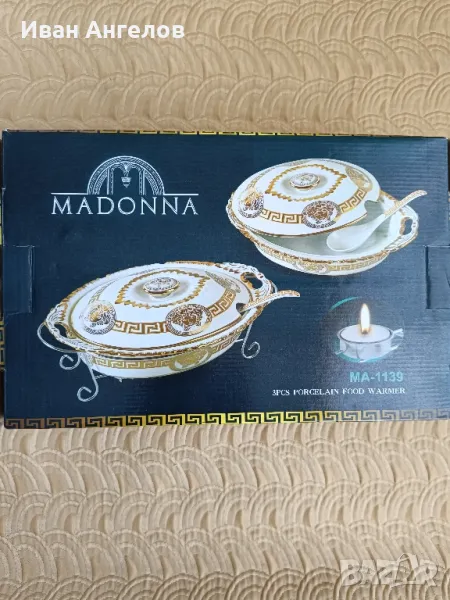 Иван Ангелов
MADONNA
MA-1139
3PCS PORCELAIN FOOD WARMER